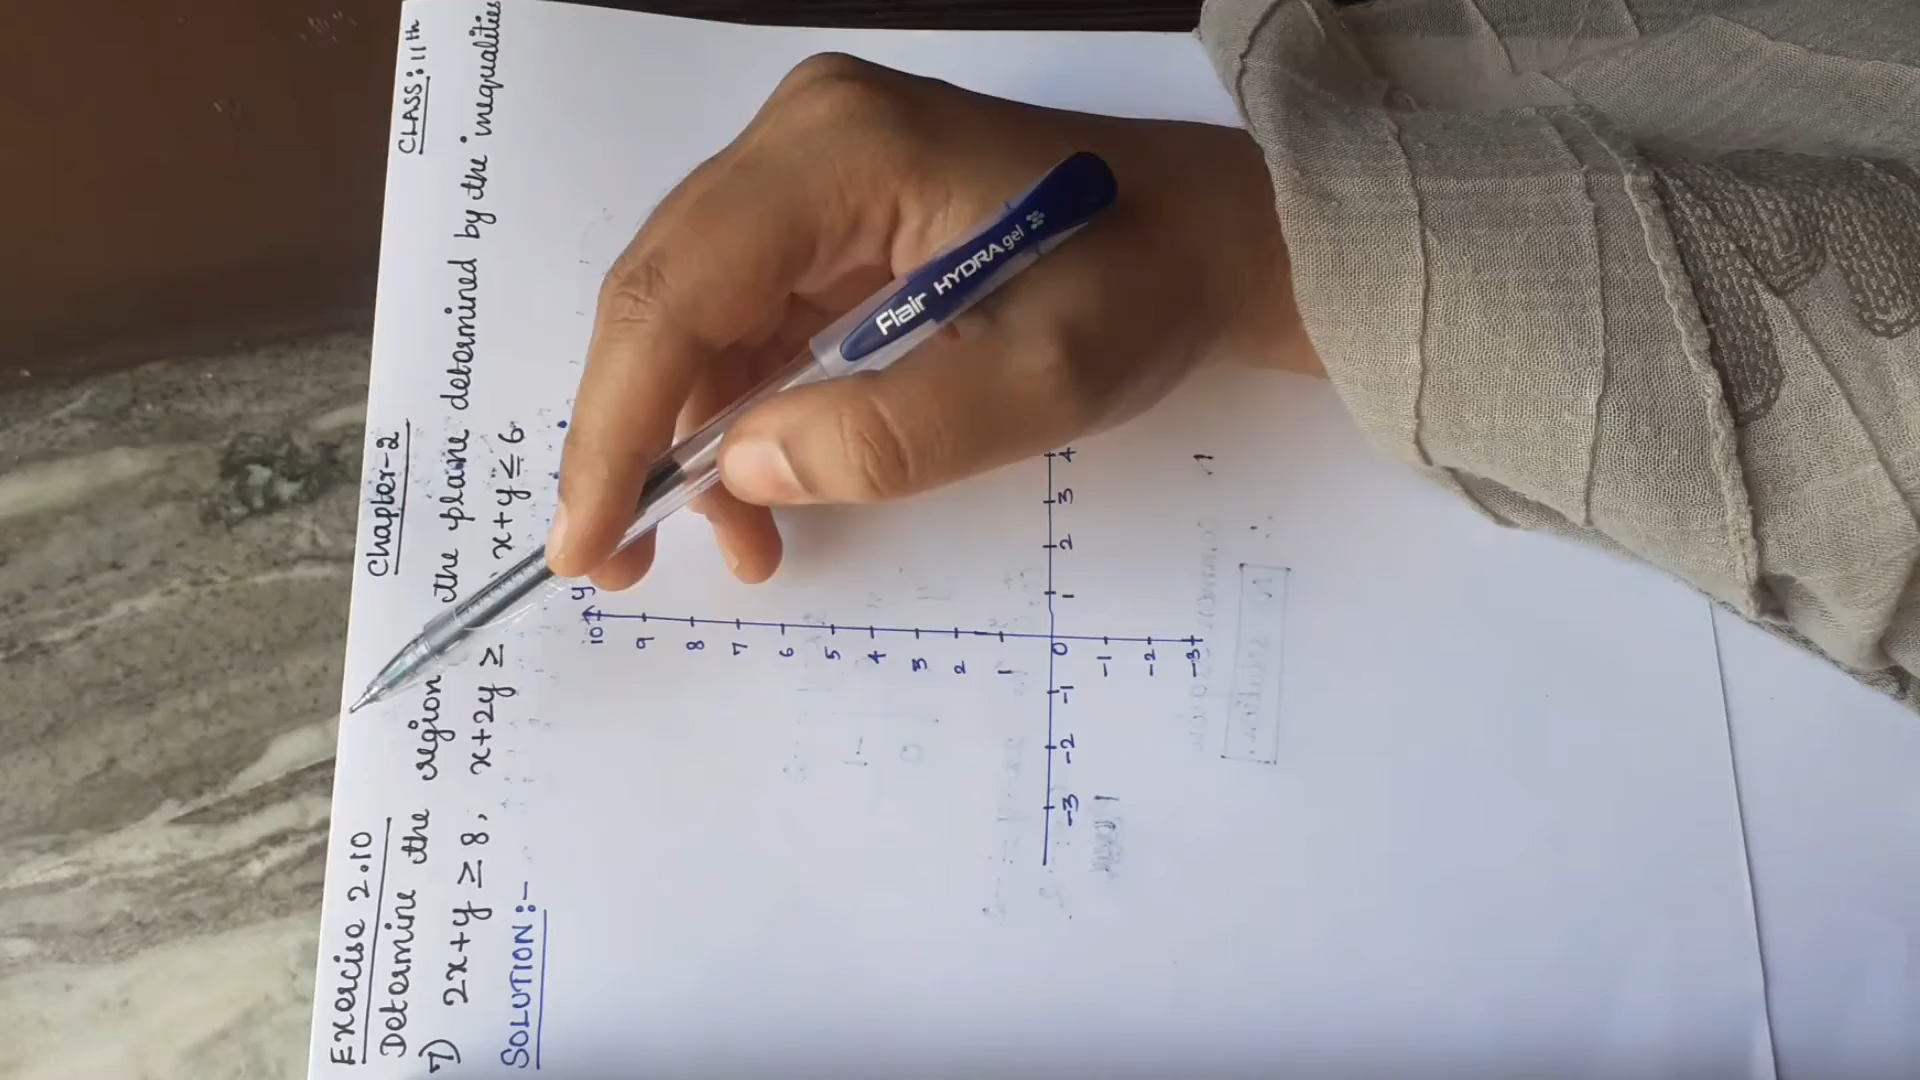 Exercise 2.10 Chapter-2 CLASS: 11th
Determine the region the plane determined by the inequalities
7) 2x+y ≥ 8, x+2y ≥ x+y ≤ 6
SOLUTION:-
y
10
9
8
7
6
5
4
3
2
1
-3 -2 -1 0 1 2 3 4
-1
-2
-3
Flair HYDRA gel